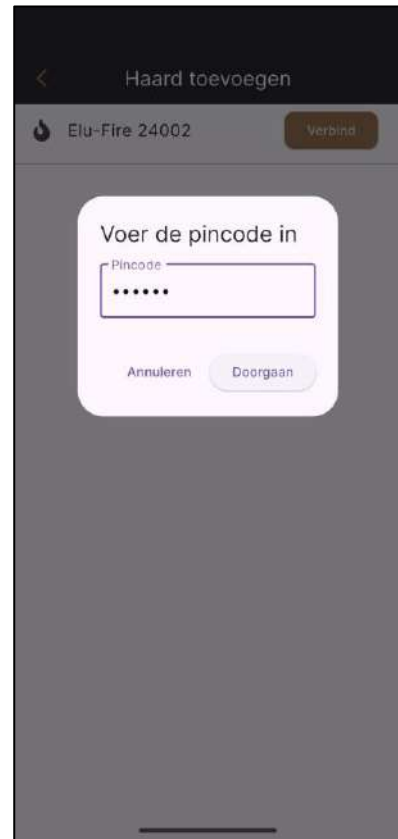 Haard toevoegen
Elu-Fire 24002
Verbind
Voer de pincode in
Pincode
••••••
Annuleren
Doorgaan